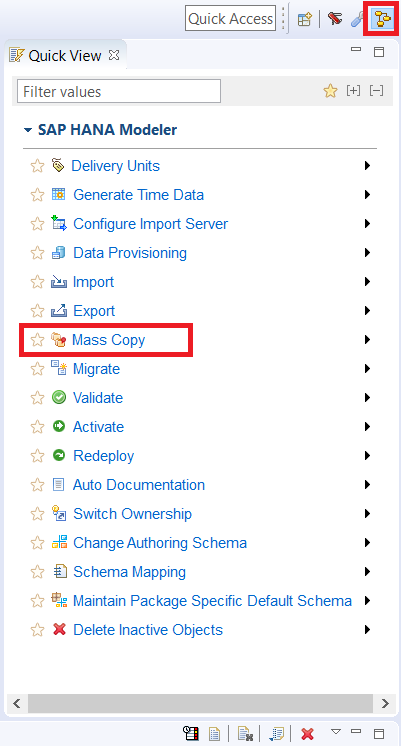 Quick Access
Quick View
Filter values
SAP HANA Modeler
Delivery Units
Generate Time Data
Configure Import Server
Data Provisioning
Import
Export
Mass Copy
Migrate
Validate
Activate
Redeploy
Auto Documentation
Switch Ownership
Change Authoring Schema
Schema Mapping
Maintain Package Specific Default Schema
Delete Inactive Objects